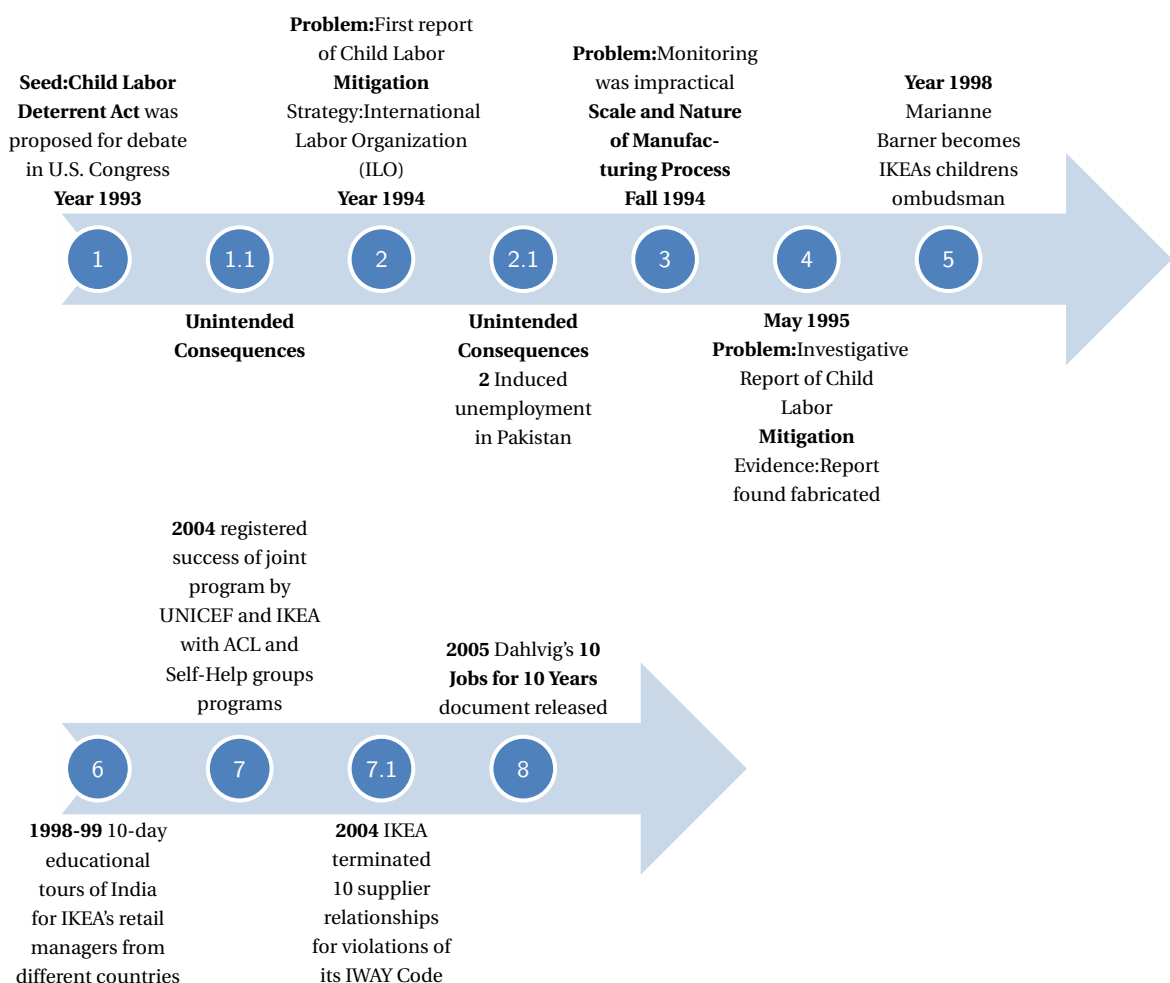 Seed:Child Labor
Deterrent Act was
proposed for debate
in U.S. Congress
Year 1993
Problem:First report
of Child Labor
Mitigation
Strategy:International
Labor Organization
(ILO)
Year 1994
Problem:Monitoring
was impractical
Scale and Nature
of Manufac-
turing Process
Fall 1994
Year 1998
Marianne
Barner becomes
IKEAs childrens
ombudsman
1
1.1
2
2.1
3
4
5
Unintended
Consequences
Unintended
Consequences
2 Induced
unemployment
in Pakistan
May 1995
Problem:Investigative
Report of Child
Labor
Mitigation
Evidence:Report
found fabricated
2004 registered
success of joint
program by
UNICEF and IKEA
with ACL and
Self-Help groups
programs
2005 Dahlvig's 10
Jobs for 10 Years
document released
6
7
7.1
8
1998-99 10-day
educational
tours of India
for IKEA's retail
managers from
different countries
2004 IKEA
terminated
10 supplier
relationships
for violations of
its IWAY Code